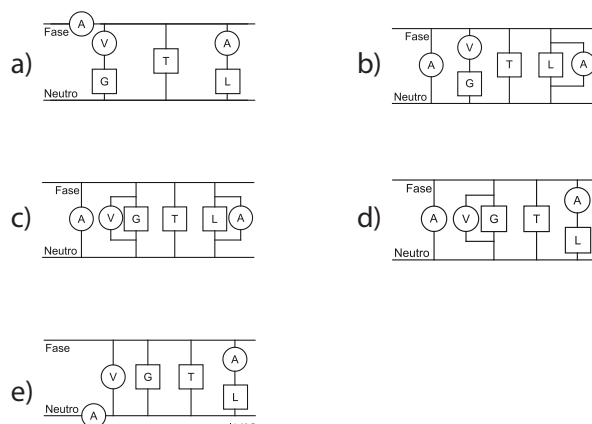 a) Fase A V G T A L Neutro
b) Fase A V G T L A Neutro
c) Fase A V G T L A Neutro
d) Fase A V G T A L Neutro
e) Fase V G T A L Neutro A